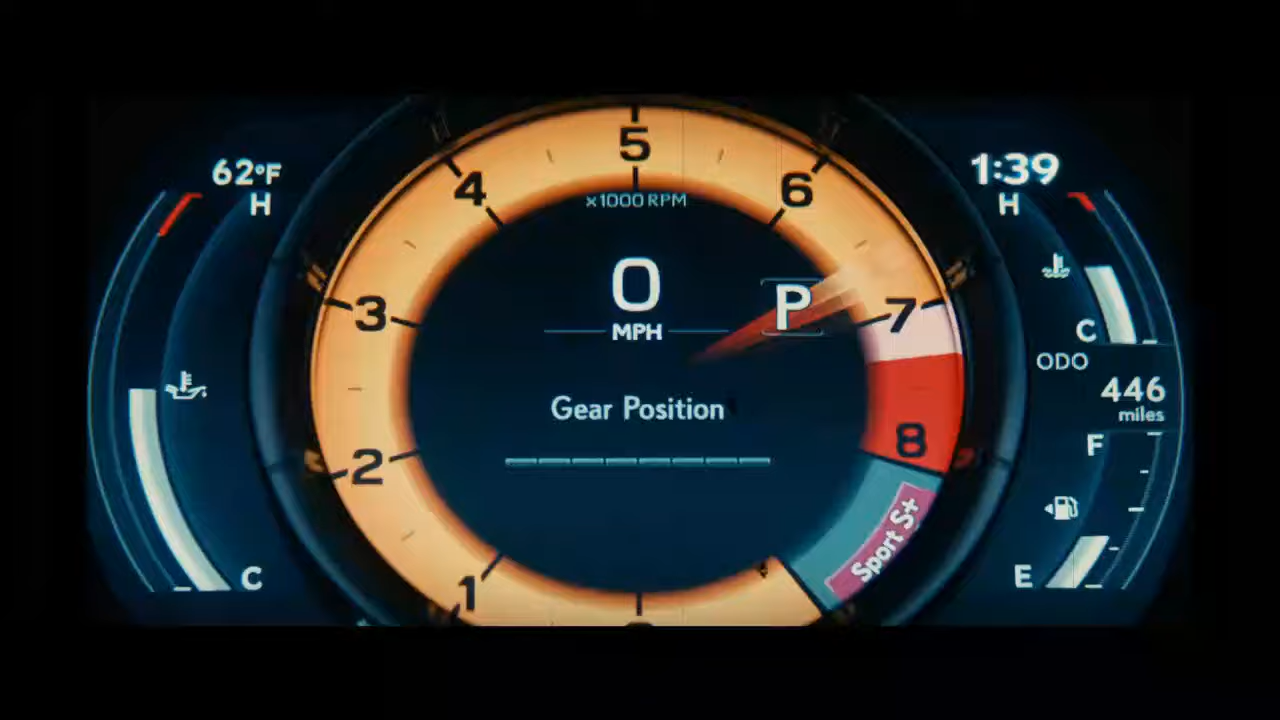 62°F
H
C
5
4
6
x1000 RPM
3
7
0
P
MPH
Gear Position
2
8
1
Sport S+
1:39
H
C
ODO
446
miles
F
E